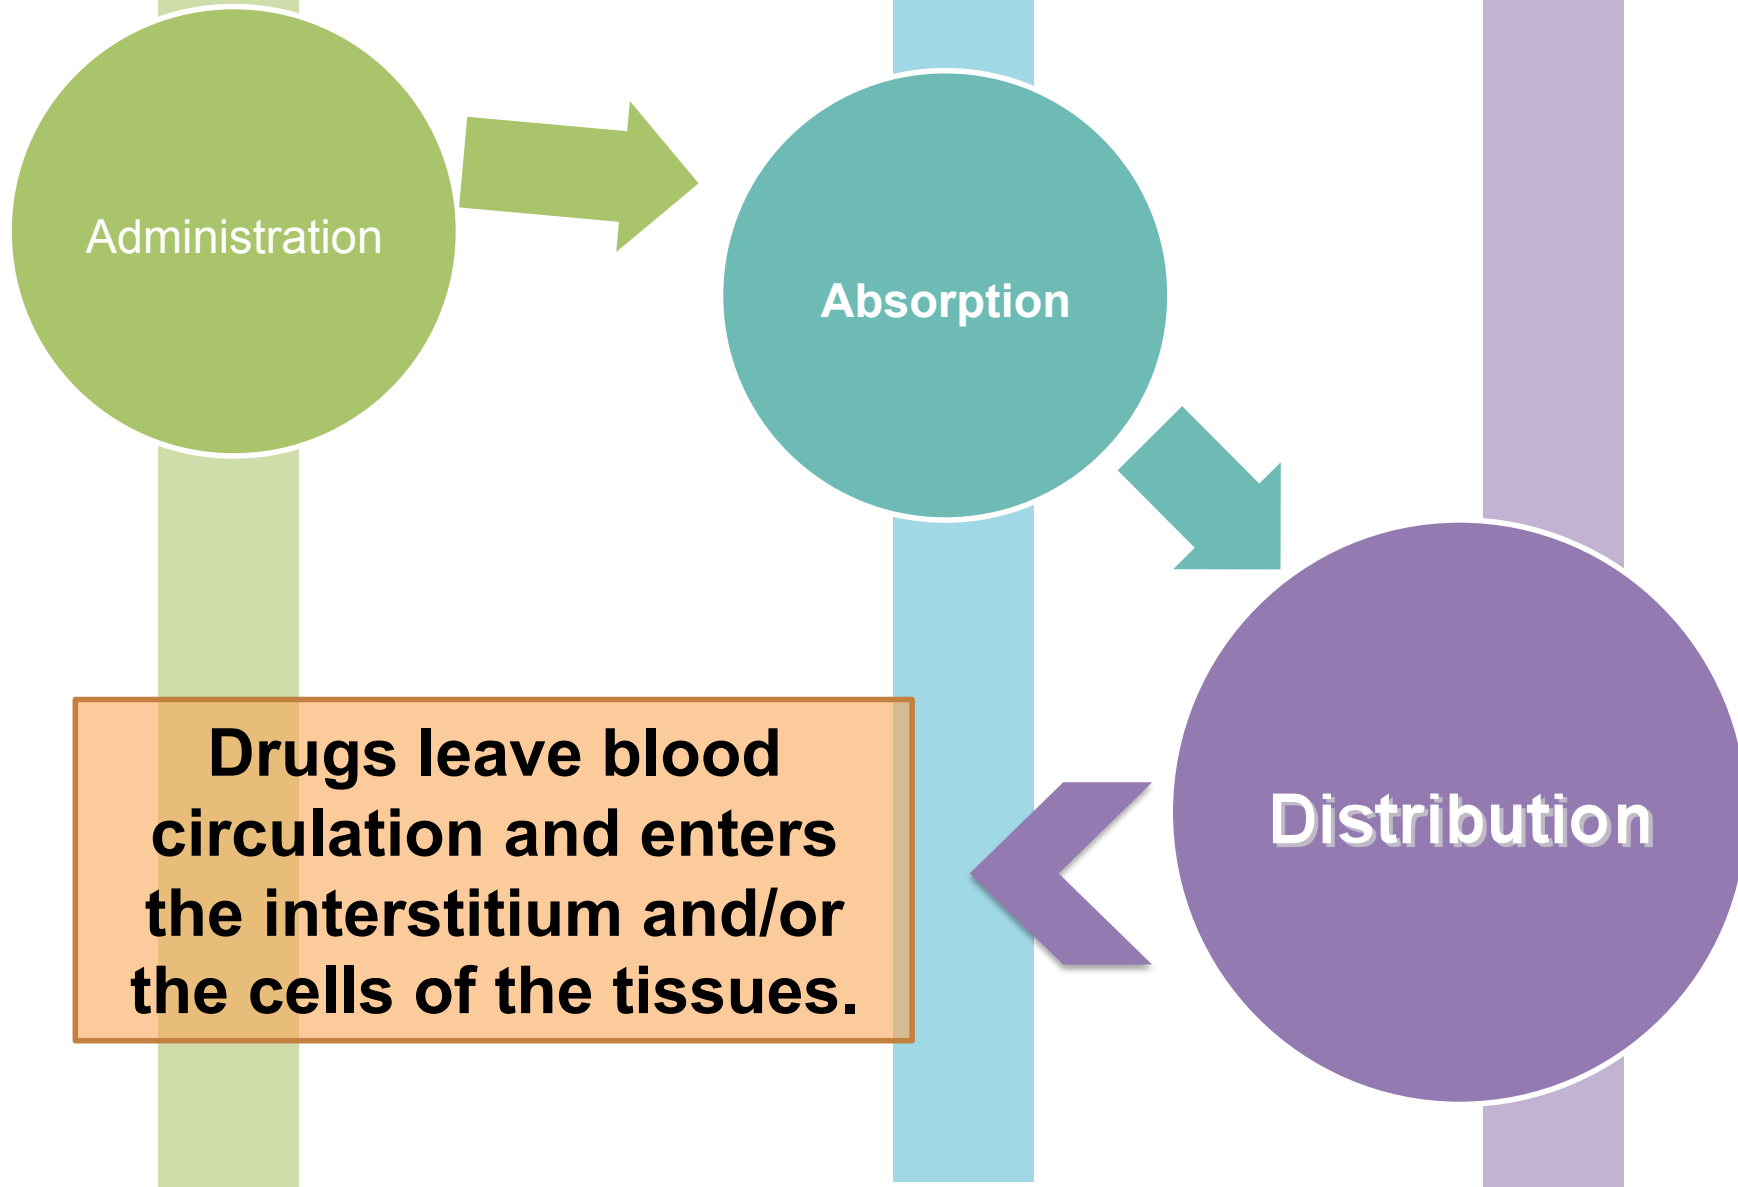 Administration
Absorption
Distribution
Drugs leave blood
circulation and enters
the interstitium and/or
the cells of the tissues.